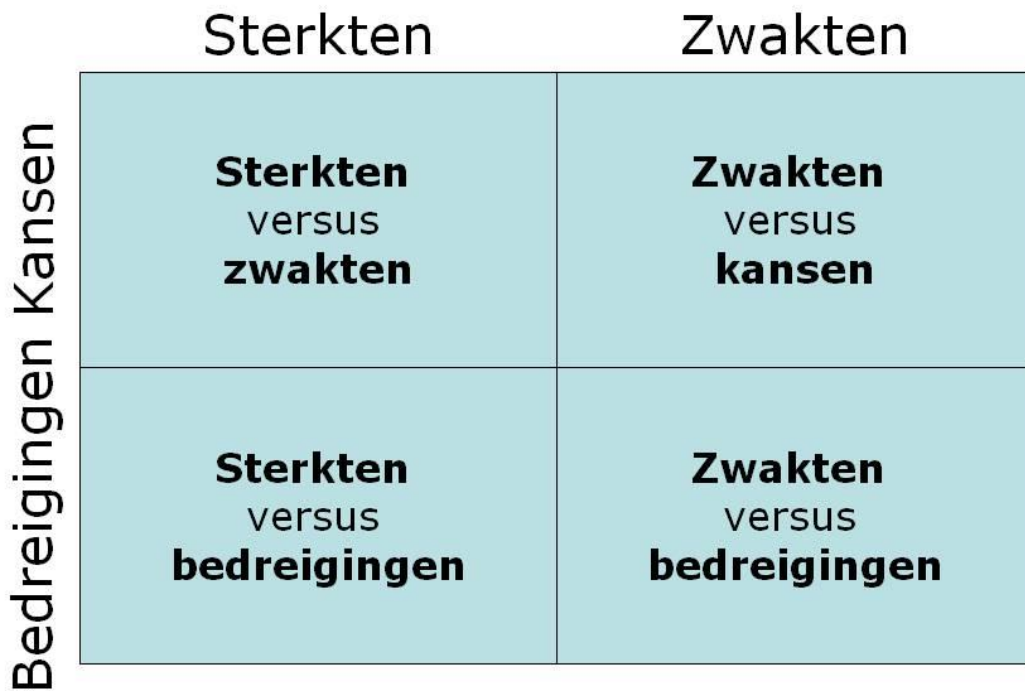 Sterkten Zwakten
Kansen
Sterkten
versus
zwakten
Zwakten
versus
kansen
Bedreigingen
Sterkten
versus
bedreigingen
Zwakten
versus
bedreigingen